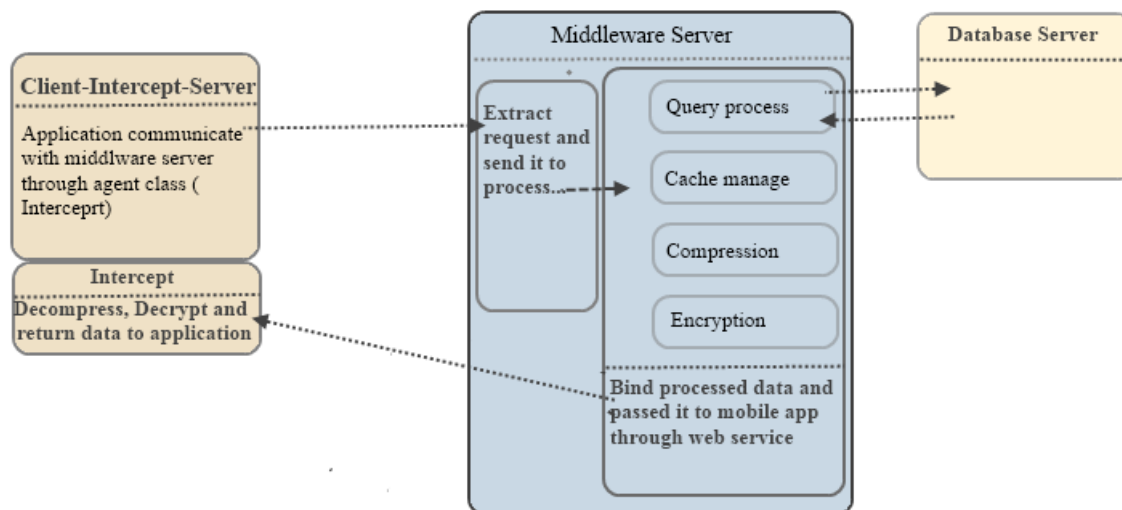 Client-Intercept-Server
Application communicate
with middlware server
through agent class (
Interceprt)
Intercept
Decompress, Decrypt and
return data to application
Middleware Server
Extract
request and
send it to
process...
Query process
Cache manage
Compression
Encryption
Bind processed data and
passed it to mobile app
through web service
Database Server